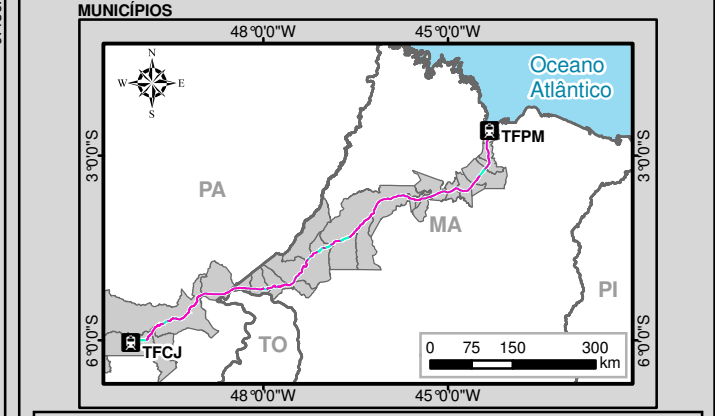 MUNICÍPIOS
48°0'0"W 45°0'0"W
N
W E
S
Oceano
Atlântico
TFPM
3°0'0"S 3°0'0"S
PA
MA
PI
6°0'0"S 6°0'0"S
TFCJ
TO
0 75 150 300
km
48°0'0"W 45°0'0"W